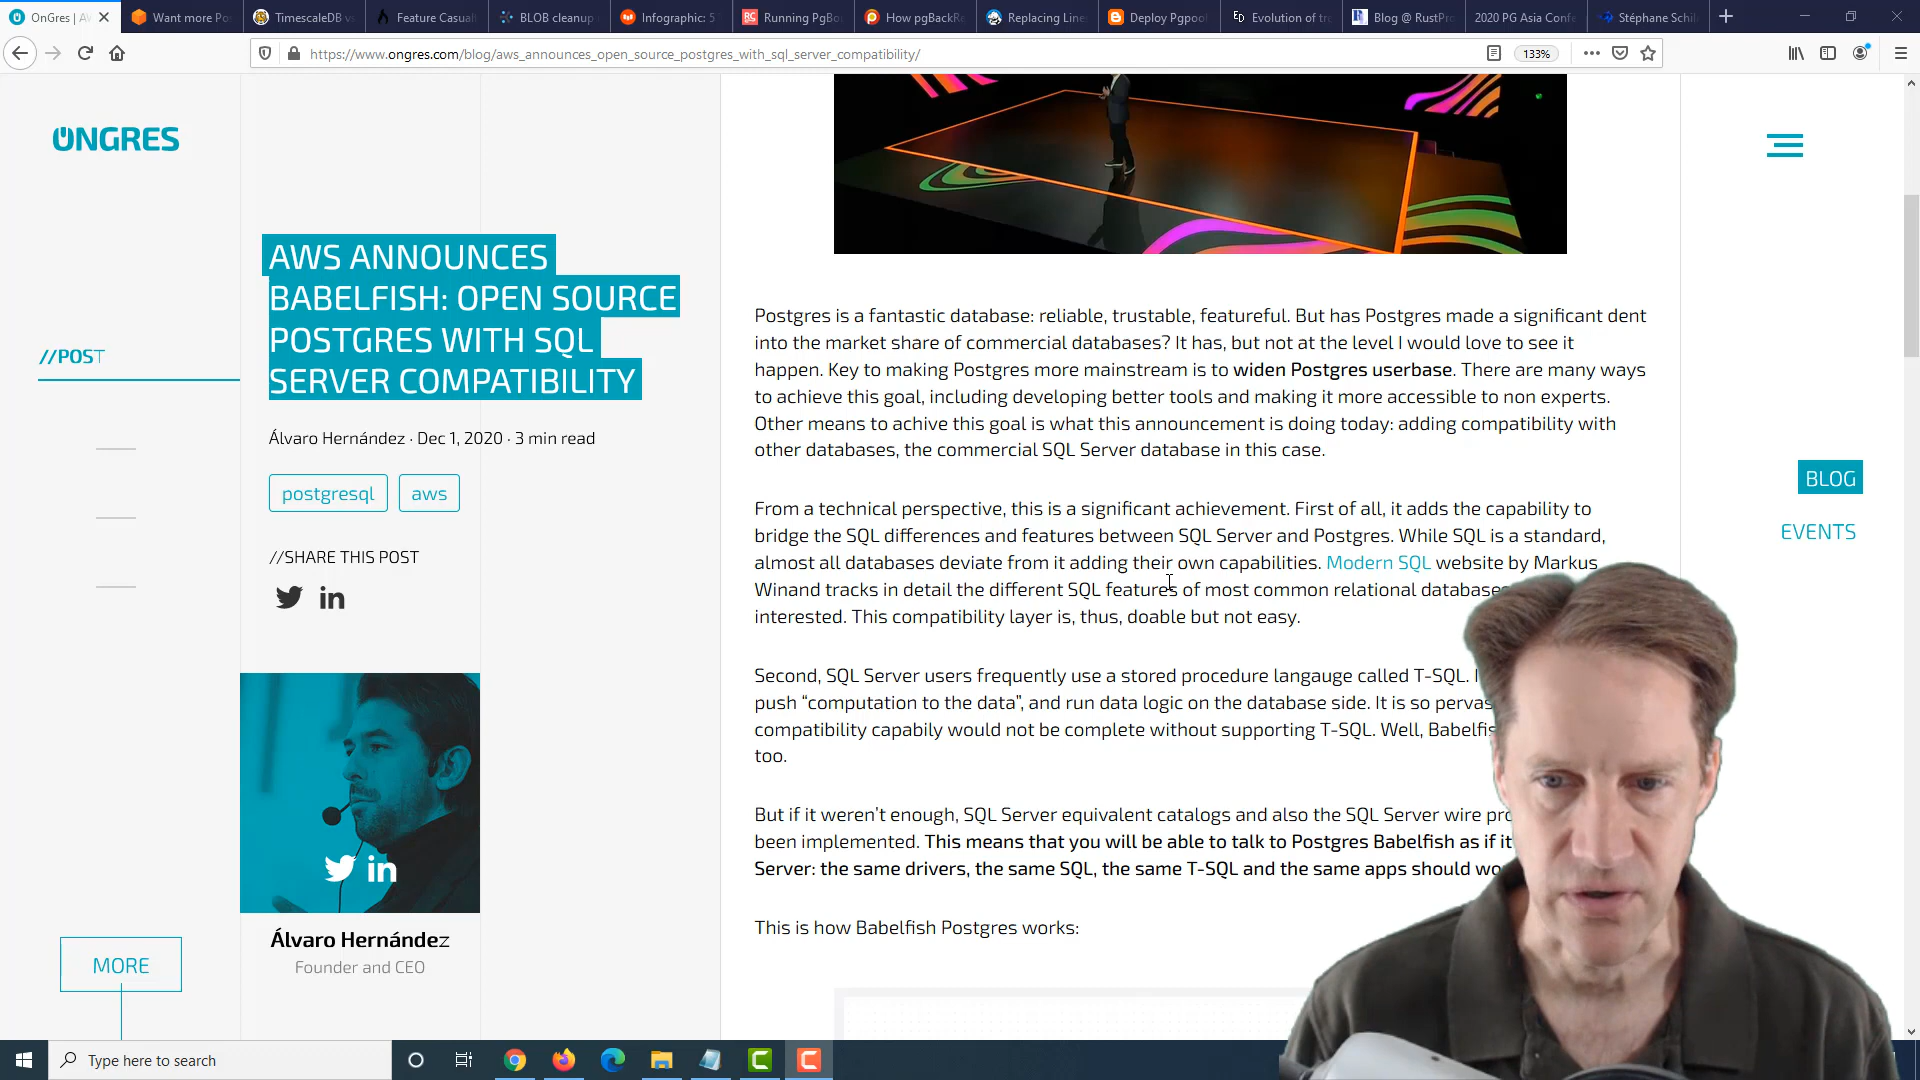 OnGres | AW
Want more Pos
TimescaleDB vs
Feature Casualt
BLOB cleanup
Infographic: 5
Running PgBou
How pgBackRe
Replacing Line
Deploy Pgpool
Evolution of tre
Blog @ RustPro
2020 PG Asia Confe
Stéphane Schil
https://www.ongres.com/blog/aws_announces_open_source_postgres_with_sql_server_compatibility/
133%
ONGRES
//POST
AWS ANNOUNCES
BABELFISH: OPEN SOURCE
POSTGRES WITH SQL
SERVER COMPATIBILITY
Álvaro Hernández · Dec 1, 2020 · 3 min read
postgresql
aws
//SHARE THIS POST
Álvaro Hernández
Founder and CEO
MORE
Postgres is a fantastic database: reliable, trustable, featureful. But has Postgres made a significant dent
into the market share of commercial databases? It has, but not at the level I would love to see it
happen. Key to making Postgres more mainstream is to widen Postgres userbase. There are many ways
to achieve this goal, including developing better tools and making it more accessible to non experts.
Other means to achive this goal is what this announcement is doing today: adding compatibility with
other databases, the commercial SQL Server database in this case.
From a technical perspective, this is a significant achievement. First of all, it adds the capability to
bridge the SQL differences and features between SQL Server and Postgres. While SQL is a standard,
almost all databases deviate from it adding their own capabilities. Modern SQL website by Markus
Winand tracks in detail the different SQL features of most common relational databases
interested. This compatibility layer is, thus, doable but not easy.
Second, SQL Server users frequently use a stored procedure langauge called T-SQL.
push “computation to the data”, and run data logic on the database side. It is so pervas
compatibility capabily would not be complete without supporting T-SQL. Well, Babelfis
too.
But if it weren’t enough, SQL Server equivalent catalogs and also the SQL Server wire pro
been implemented. This means that you will be able to talk to Postgres Babelfish as if it
Server: the same drivers, the same SQL, the same T-SQL and the same apps should wo
This is how Babelfish Postgres works:
BLOG
EVENTS
Type here to search